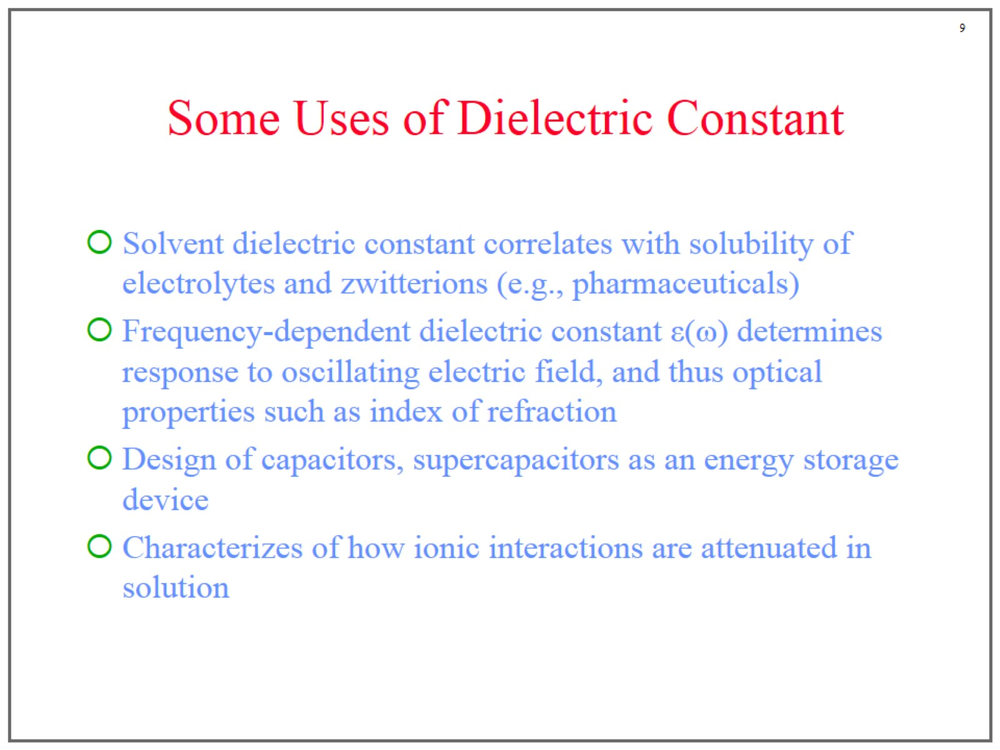 9
Some Uses of Dielectric Constant
Solvent dielectric constant correlates with solubility of
electrolytes and zwitterions (e.g., pharmaceuticals)
Frequency-dependent dielectric constant ε(ω) determines
response to oscillating electric field, and thus optical
properties such as index of refraction
Design of capacitors, supercapacitors as an energy storage
device
Characterizes of how ionic interactions are attenuated in
solution